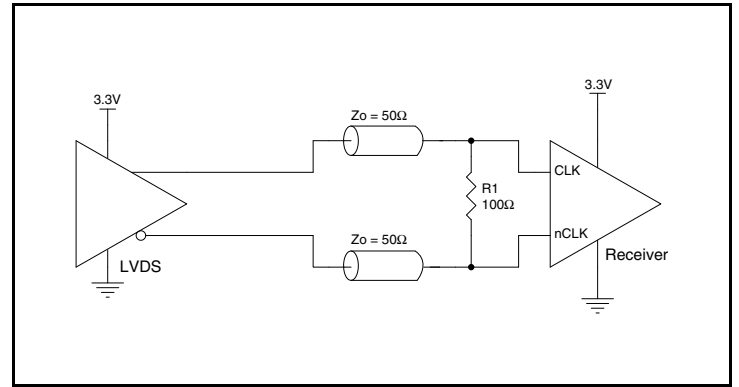 3.3V
3.3V
Zo = 50Ω
CLK
R1
100Ω
nCLK
Zo = 50Ω
Receiver
LVDS